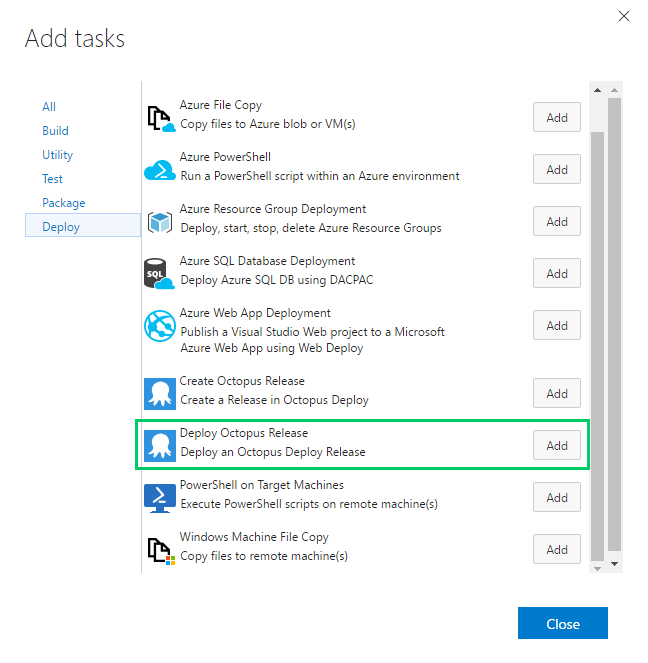 Add tasks
All
Build
Utility
Test
Package
Deploy
Azure File Copy
Copy files to Azure blob or VM(s)
Add
Azure PowerShell
Run a PowerShell script within an Azure environment
Add
Azure Resource Group Deployment
Deploy, start, stop, delete Azure Resource Groups
Add
Azure SQL Database Deployment
SQL
Deploy Azure SQL DB using DACPAC
Add
Azure Web App Deployment
Publish a Visual Studio Web project to a Microsoft
Azure Web App using Web Deploy
Add
Create Octopus Release
Create a Release in Octopus Deploy
Add
Deploy Octopus Release
Deploy an Octopus Deploy Release
Add
PowerShell on Target Machines
Execute PowerShell scripts on remote machine(s)
Add
Windows Machine File Copy
Copy files to remote machine(s)
Add
Close